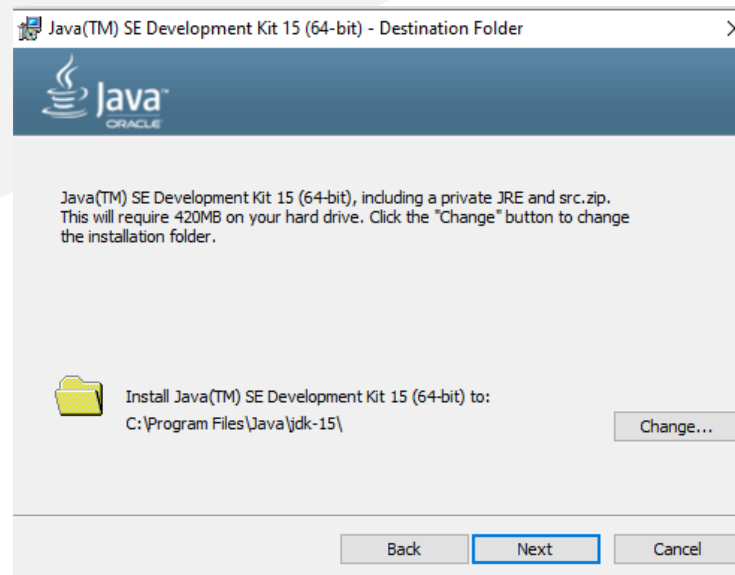 Java(TM) SE Development Kit 15 (64-bit) - Destination Folder
Java™
ORACLE
Java(TM) SE Development Kit 15 (64-bit), including a private JRE and src.zip.
This will require 420MB on your hard drive. Click the "Change" button to change
the installation folder.
Install Java(TM) SE Development Kit 15 (64-bit) to:
C:\Program Files\Java\jdk-15\
Change...
Back
Next
Cancel